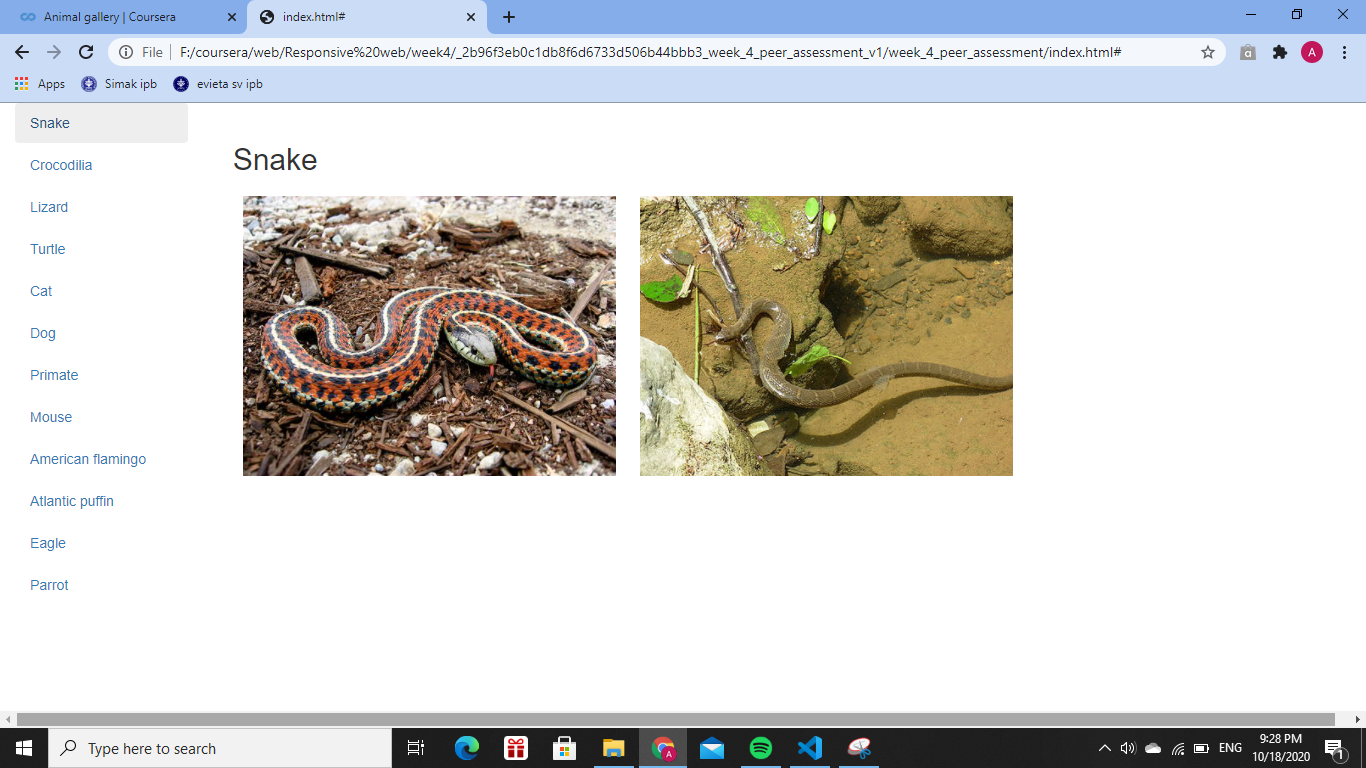 Animal gallery | Coursera
index.html#
File
F:/coursera/web/Responsive%20web/week4/_2b96f3eb0c1db8f6d6733d506b44bbb3_week_4_peer_assessment_v1/week_4_peer_assessment/index.html#
a
A
Apps
Simak ipb
evieta sv ipb
Snake
Crocodilia
Lizard
Turtle
Cat
Dog
Primate
Mouse
American flamingo
Atlantic puffin
Eagle
Parrot
Snake
Type here to search
A
ENG
9:28 PM
10/18/2020
1